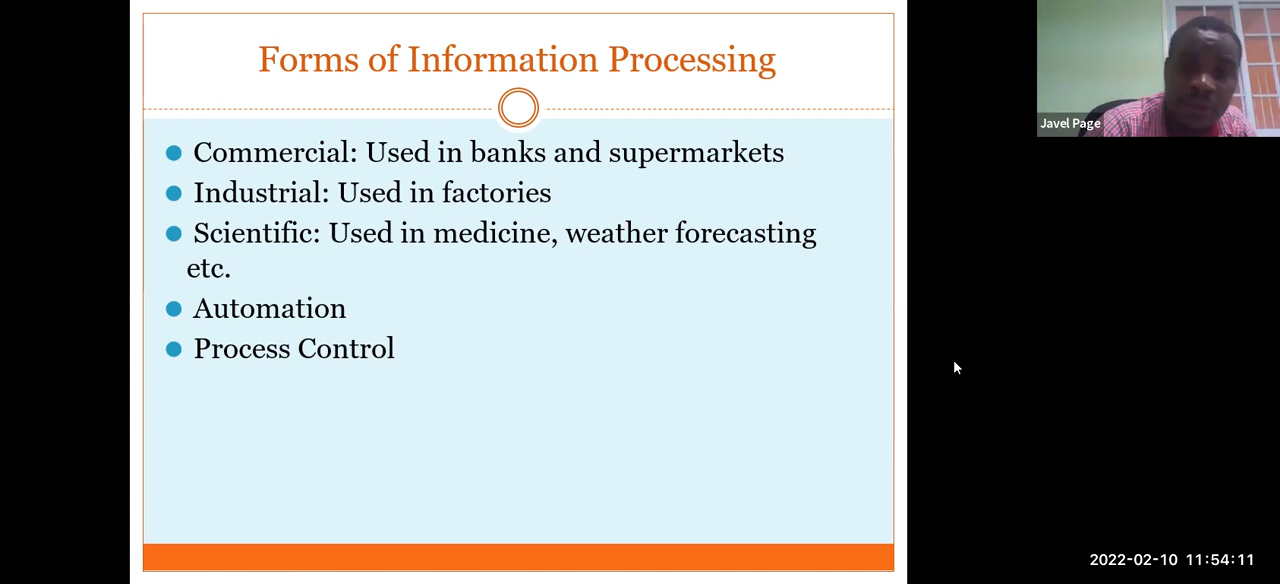 Forms of Information Processing
Commercial: Used in banks and supermarkets
Industrial: Used in factories
Scientific: Used in medicine, weather forecasting
etc.
Automation
Process Control
Javel Page
2022-02-10 11:54:11